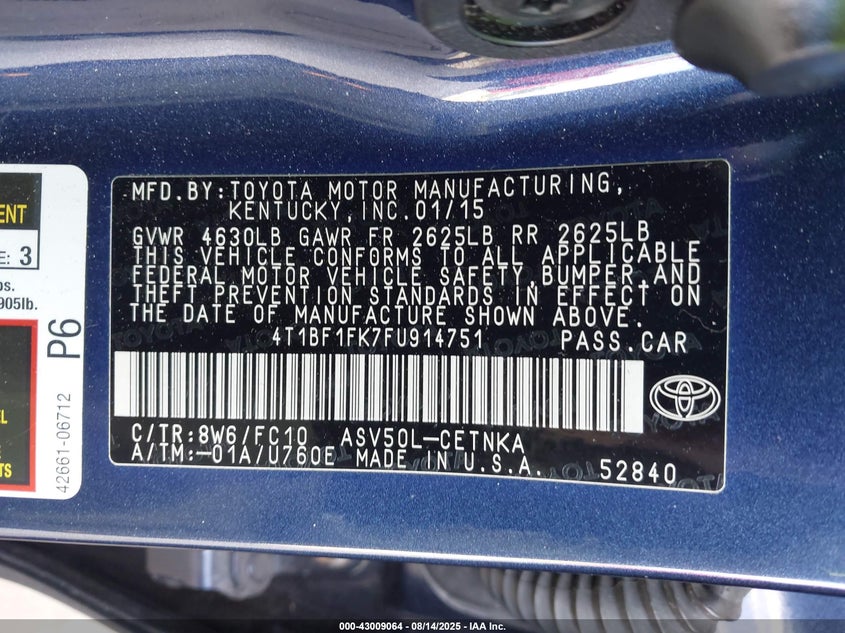 ENT
E: 3
os.
905lb.
EL
E
TS
P6
42661-06712
MFD.BY:TOYOTA MOTOR MANUFACTURING,
KENTUCKY,INC.01/15
GVWR 4630LB GAWR FR 2625LB RR 2625LB
THIS VEHICLE CONFORMS TO ALL APPLICABLE
FEDERAL MOTOR VEHICLE SAFETY,BUMPER,AND
THEFT PREVENTION STANDARDS IN EFFECT ON
THE DATE OF MANUFACTURE SHOWN ABOVE.
4T1BF1FK7FU914751 PASS.CAR
C/TR:8W6/FC10 ASV50L-CETNKA
A/TM:-01A/U760E MADE IN U.S.A. 52840
000-43009064 - 08/14/2025 - IAA Inc.